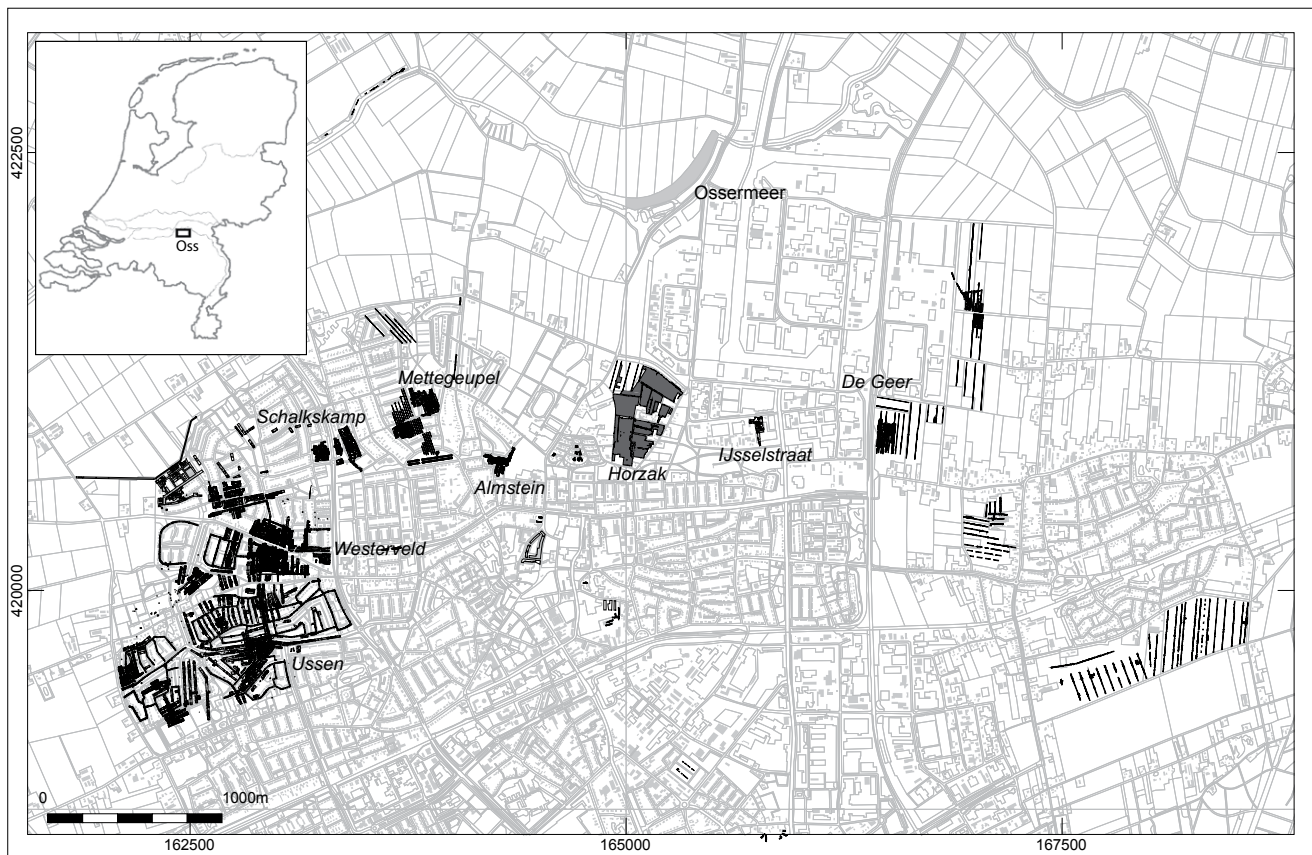 Oss
422500
Ossermeer
De Geer
Mettegeupel
Schalkskamp
IJsselstraat
Horzak
Almstein
Westerveld
420000
Ussen
0 1000m
162500 165000 167500